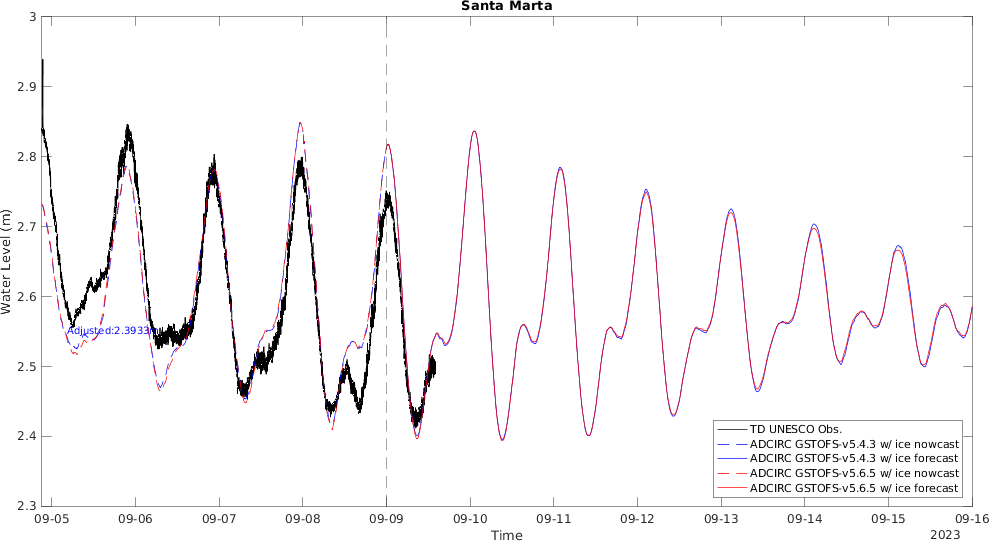 Santa Marta
3
2.9
2.8
2.7
2.6
2.5
2.4
2.3
Water Level (m)
Adjusted:2.3933m
TD UNESCO Obs.
ADCIRC GSTOFS-v5.4.3 w/ ice nowcast
ADCIRC GSTOFS-v5.4.3 w/ ice forecast
ADCIRC GSTOFS-v5.6.5 w/ ice nowcast
ADCIRC GSTOFS-v5.6.5 w/ ice forecast
09-05 09-06 09-07 09-08 09-09 09-10 09-11 09-12 09-13 09-14 09-15 09-16
Time
2023